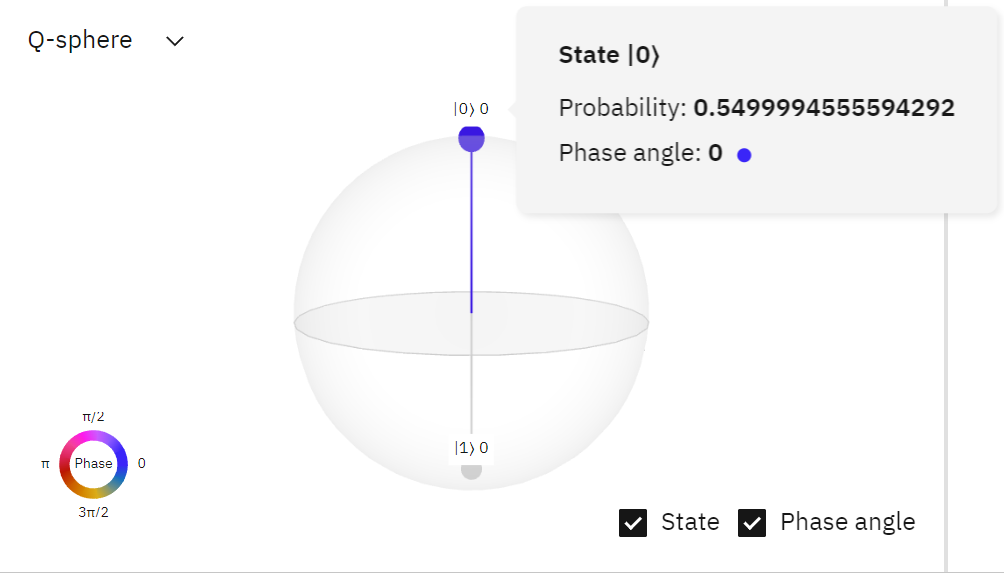 Q-sphere
State |0⟩
Probability: 0.5499994555594292
Phase angle: 0
|0⟩ 0
|1⟩ 0
π/2
π
Phase
0
3π/2
State
Phase angle